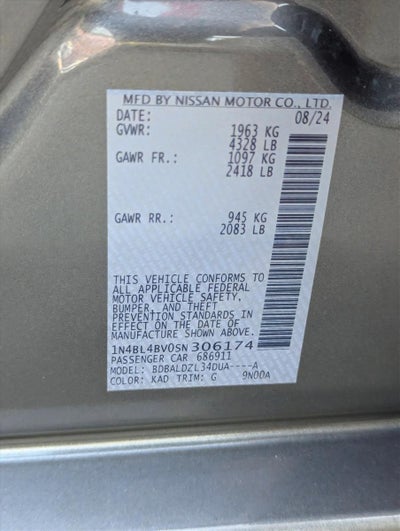 MFD BY NISSAN MOTOR CO., LTD.
DATE: 08/24
GVWR: 1963 KG
4328 LB
GAWR FR.: 1097 KG
2418 LB
GAWR RR.: 945 KG
2083 LB
THIS VEHICLE CONFORMS TO
ALL APPLICABLE FEDERAL
MOTOR VEHICLE SAFETY,
BUMPER, AND THEFT
PREVENTION STANDARDS IN
EFFECT ON THE DATE OF
MANUFACTURE SHOWN ABOVE.
1N4BL4BV0SN306174
PASSENGER CAR 686911
MODEL: BDBALDZL34DUA----A
COLOR: KAD TRIM: G 9N00A